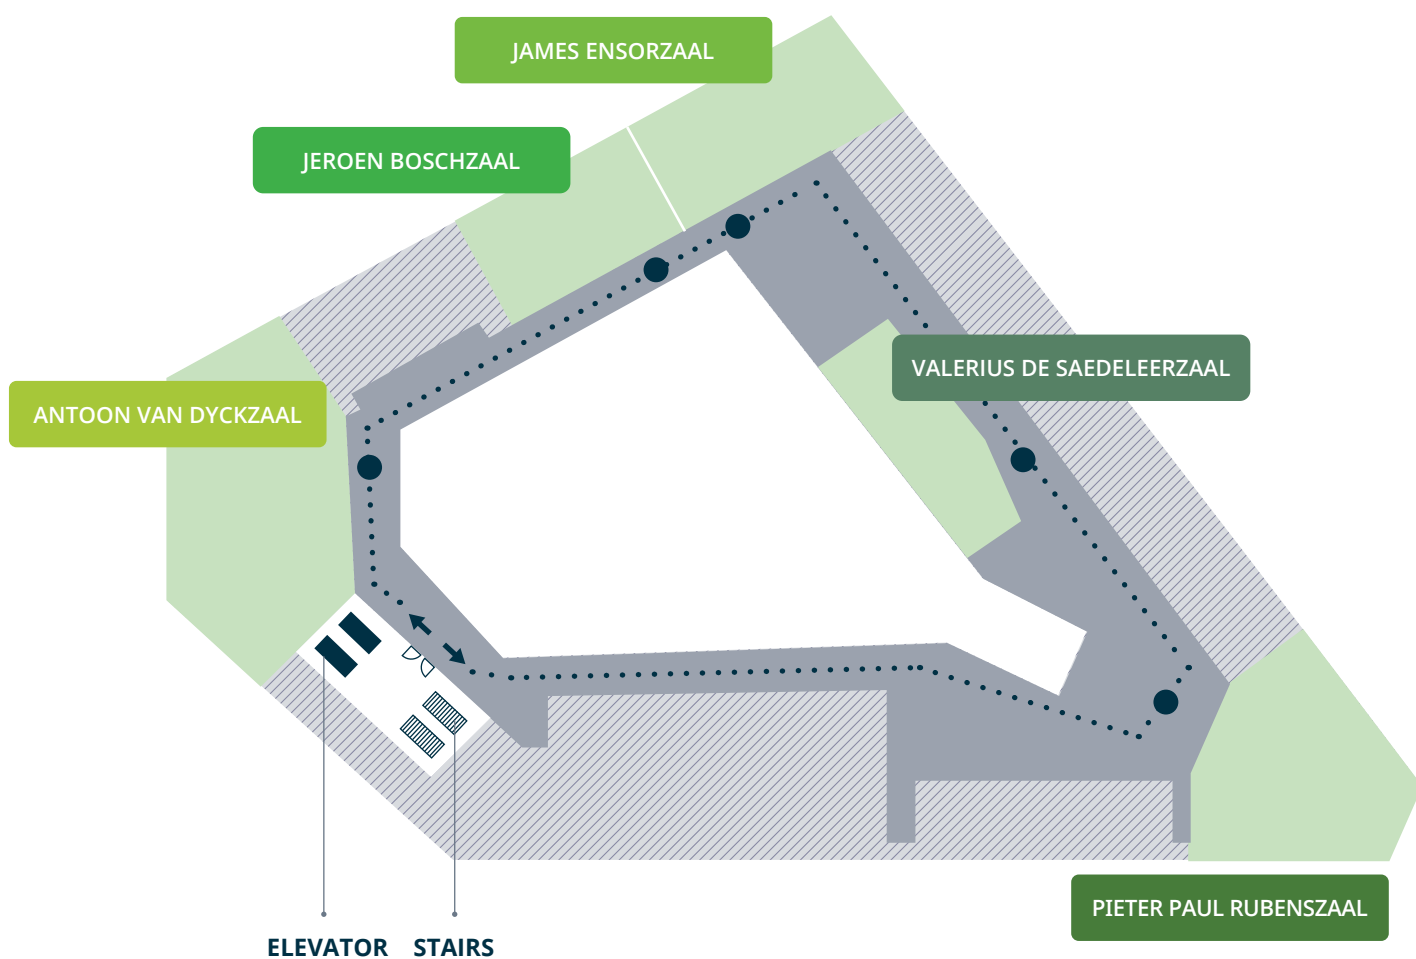 JAMES ENSORZAAL
JEROEN BOSCHZAAL
VALERIUS DE SAEDELEERZAAL
ANTOON VAN DYCKZAAL
PIETER PAUL RUBENSZAAL
ELEVATOR STAIRS